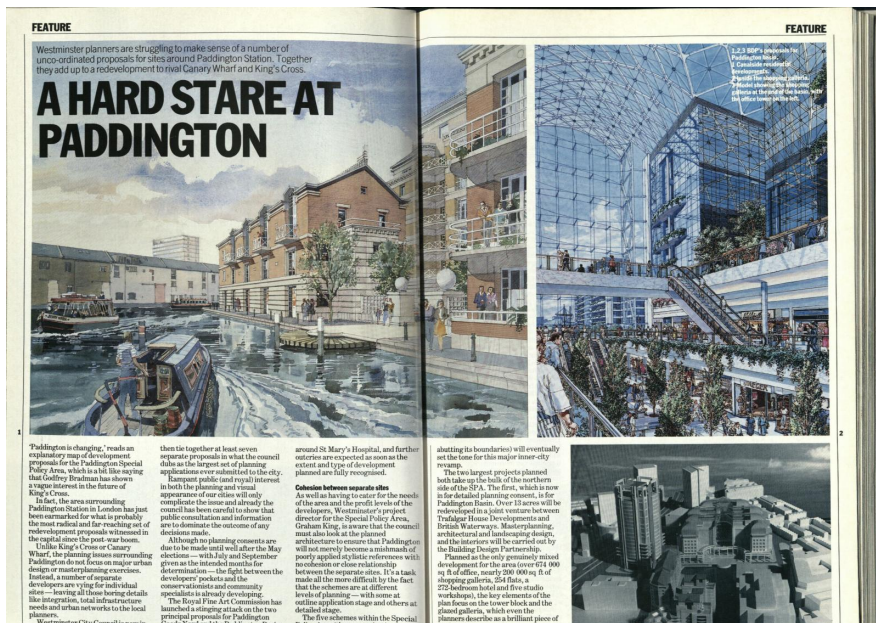 FEATURE
FEATURE
Westminster planners are struggling to make sense of a number of
unco-ordinated proposals for sites around Paddington Station. Together
they add up to a redevelopment to rival Canary Wharf and King's Cross.
A HARD STARE AT
PADDINGTON
1,2,3 BDP's proposals for
Paddington Basin.
1 Canalside residential
developments.
2 Inside the shopping galleria.
3 Model showing the shopping
galleria at the end of the basin, with
the office tower on the left.
1
2
'Paddington is changing,' reads an
explanatory map of development
proposals for the Paddington Special
Policy Area, which is a bit like saying
that Godfrey Bradman has shown
a vague interest in the future of
King's Cross.
In fact, the area surrounding
Paddington Station in London has just
been earmarked for what is probably
the most radical and far-reaching set of
redevelopment proposals witnessed in
the capital since the post-war boom.
Unlike King's Cross or Canary
Wharf, the planning issues surrounding
Paddington do not focus on major urban
design or masterplanning exercises.
Instead, a number of separate
developers are vying for individual
sites — leaving all those boring details
like integration, total infrastructure
needs and urban networks to the local
planners.
Westminster City Council is now in
then tie together at least seven
separate proposals in what the council
dubs as the largest set of planning
applications ever submitted to the city.
Rampant public (and royal) interest
in both the planning and visual
appearance of our cities will only
complicate the issue and already the
council has been careful to show that
public consultation and information
are to dominate the outcome of any
decisions made.
Although no planning consents are
due to be made until well after the May
elections — with July and September
given as the intended months for
determination — the fight between the
developers' pockets and the
conservationists and community
specialists is already developing.
The Royal Fine Art Commission has
launched a stinging attack on the two
principal proposals for Paddington
around St Mary's Hospital, and further
outcries are expected as soon as the
extent and type of development
planned are fully recognised.
Cohesion between separate sites
As well as having to cater for the needs
of the area and the profit levels of the
developers, Westminster's project
director for the Special Policy Area,
Graham King, is aware that the council
must also look at the planned
architecture to ensure that Paddington
will not merely become a mishmash of
poorly applied stylistic references with
no cohesion or close relationship
between the separate sites. It's a task
made all the more difficult by the fact
that the schemes are at different
levels of planning — with some at
outline application stage and others at
detailed stage.
The five schemes within the Special
abutting its boundaries) will eventually
set the tone for this major inner-city
revamp.
The two largest projects planned
both take up the bulk of the northern
side of the SPA. The first, which is now
in for detailed planning consent, is for
Paddington Basin. Over 13 acres will be
redeveloped in a joint venture between
Trafalgar House Developments and
British Waterways. Masterplanning,
architectural and landscaping design,
and the interiors will be carried out by
the Building Design Partnership.
Planned as the only genuinely mixed
development for the area (over 674 000
sq ft of office, nearly 200 000 sq ft of
shopping galleria, 254 flats, a
272-bedroom hotel and five studio
workshops), the key elements of the
plan focus on the tower block and the
glazed galleria, which even the
planners describe as a brilliant piece of